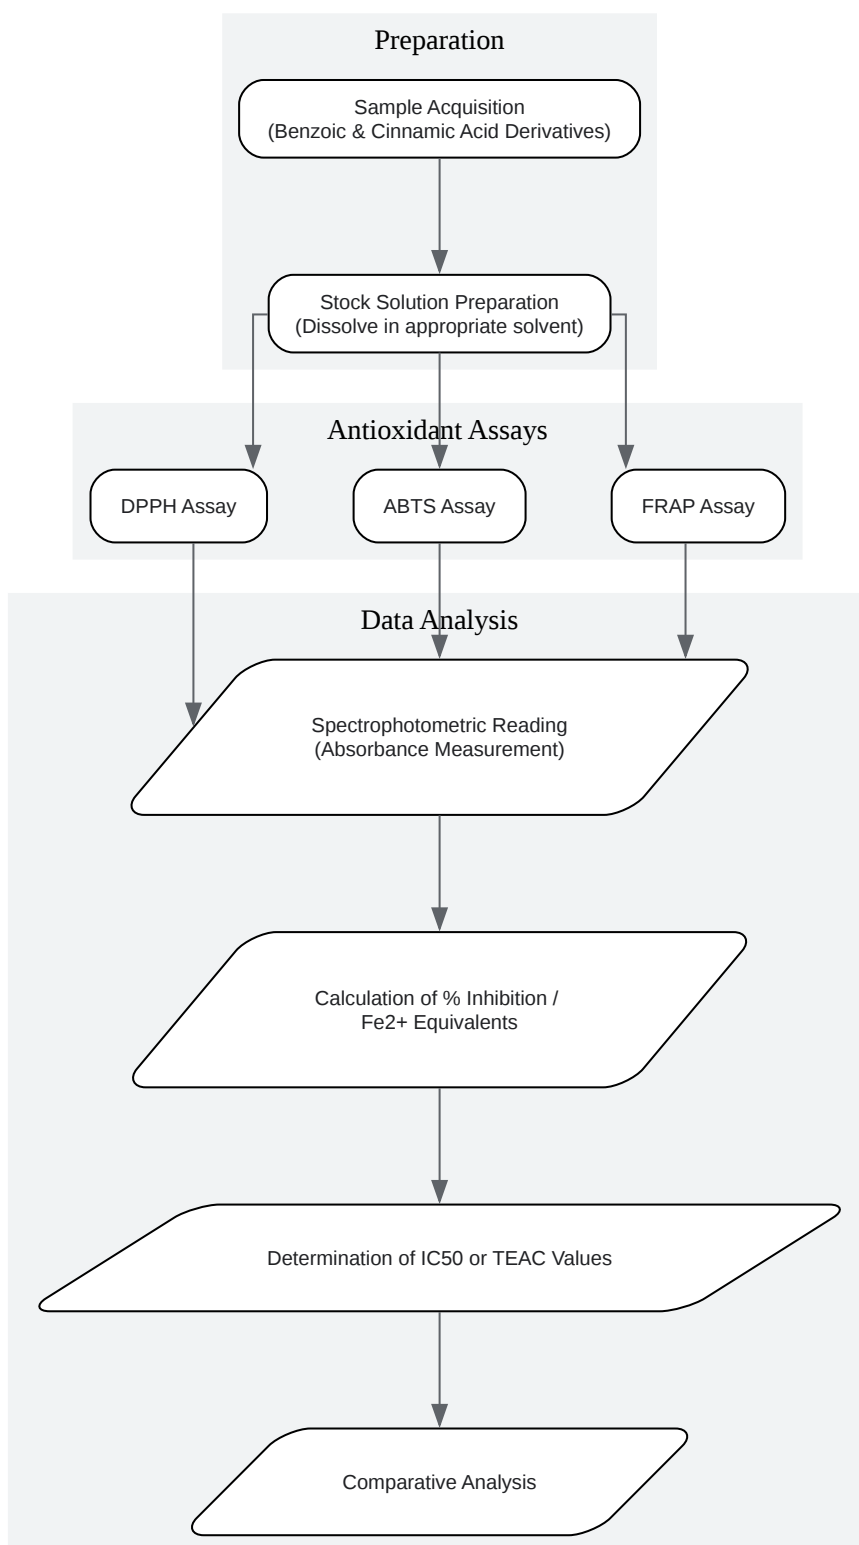 Preparation
Sample Acquisition
(Benzoic & Cinnamic Acid Derivatives)
Stock Solution Preparation
(Dissolve in appropriate solvent)
Antioxidant Assays
DPPH Assay
ABTS Assay
FRAP Assay
Data Analysis
Spectrophotometric Reading
(Absorbance Measurement)
Calculation of % Inhibition /
Fe2+ Equivalents
Determination of IC50 or TEAC Values
Comparative Analysis